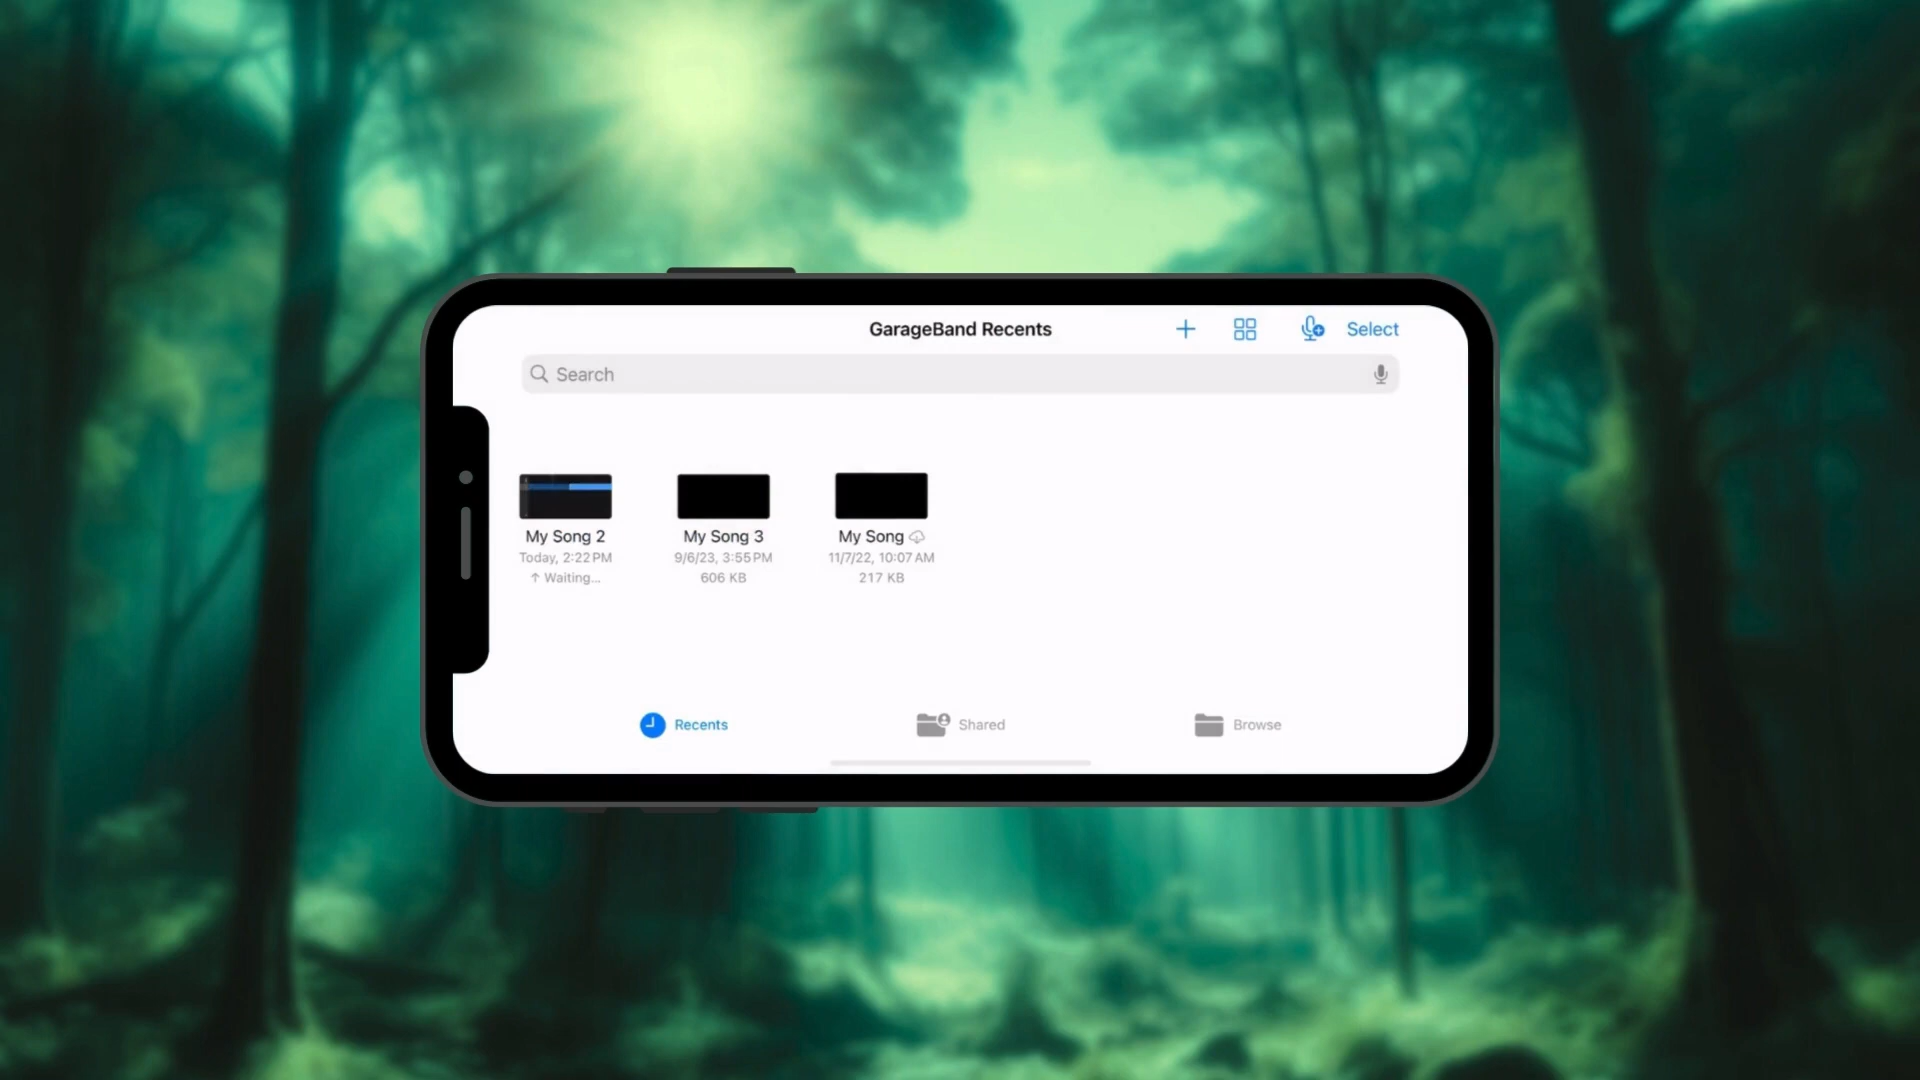 GarageBand Recents
Select
Search
My Song 2
Today, 2:22 PM
↑ Waiting...
My Song 3
9/6/23, 3:55 PM
606 KB
My Song
11/7/22, 10:07 AM
217 KB
Recents
Shared
Browse